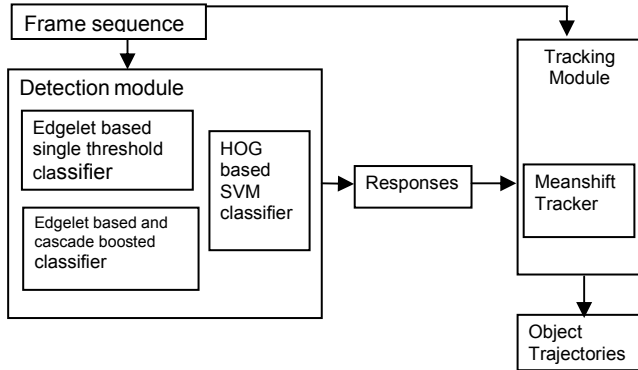 Frame sequence
Detection module
Edgelet based
single threshold
classifier
HOG
based
SVM
classifier
Edgelet based and
cascade boosted
classifier
Responses
Tracking
Module
Meanshift
Tracker
Object
Trajectories